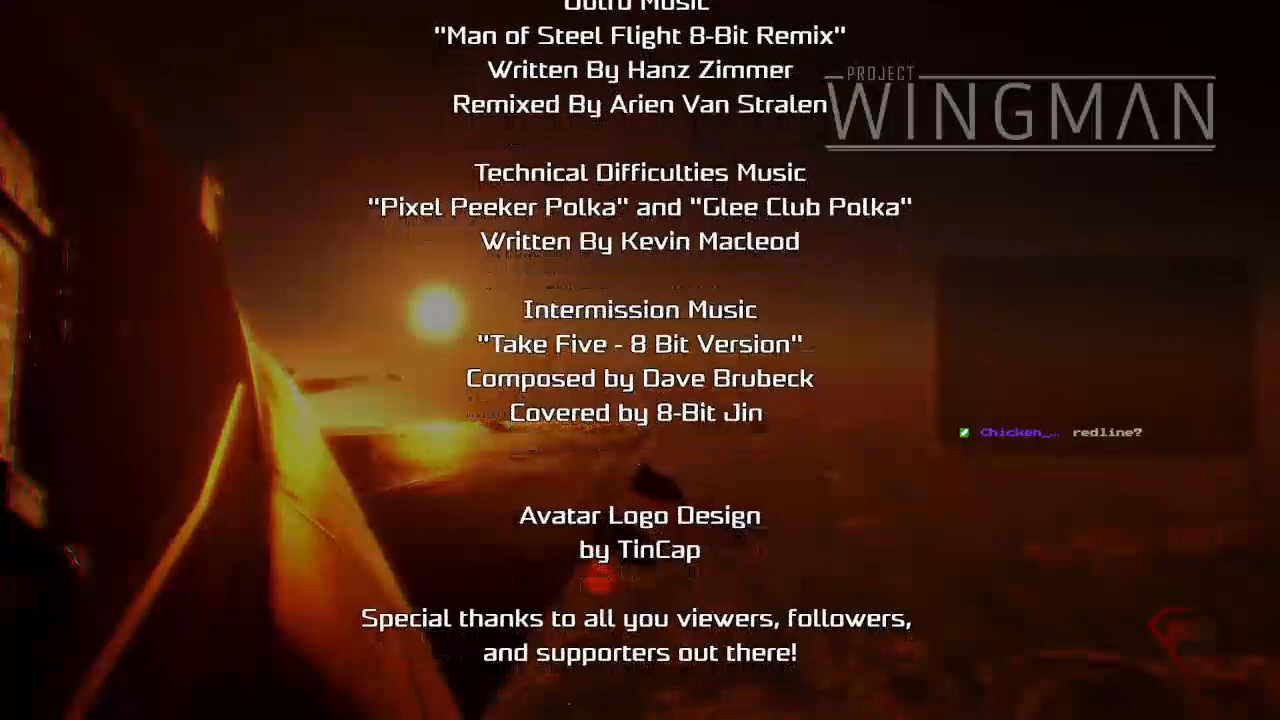 Outro Music
"Man of Steel Flight 8-Bit Remix"
Written By Hanz Zimmer
Remixed By Arien Van Stralen
PROJECT
WINGMAN
Technical Difficulties Music
"Pixel Peeker Polka" and "Glee Club Polka"
Written By Kevin Macleod
Intermission Music
"Take Five - 8 Bit Version"
Composed by Dave Brubeck
Covered by 8-Bit Jin
Chicken_... redline?
Avatar Logo Design
by TinCap
Special thanks to all you viewers, followers,
and supporters out there!